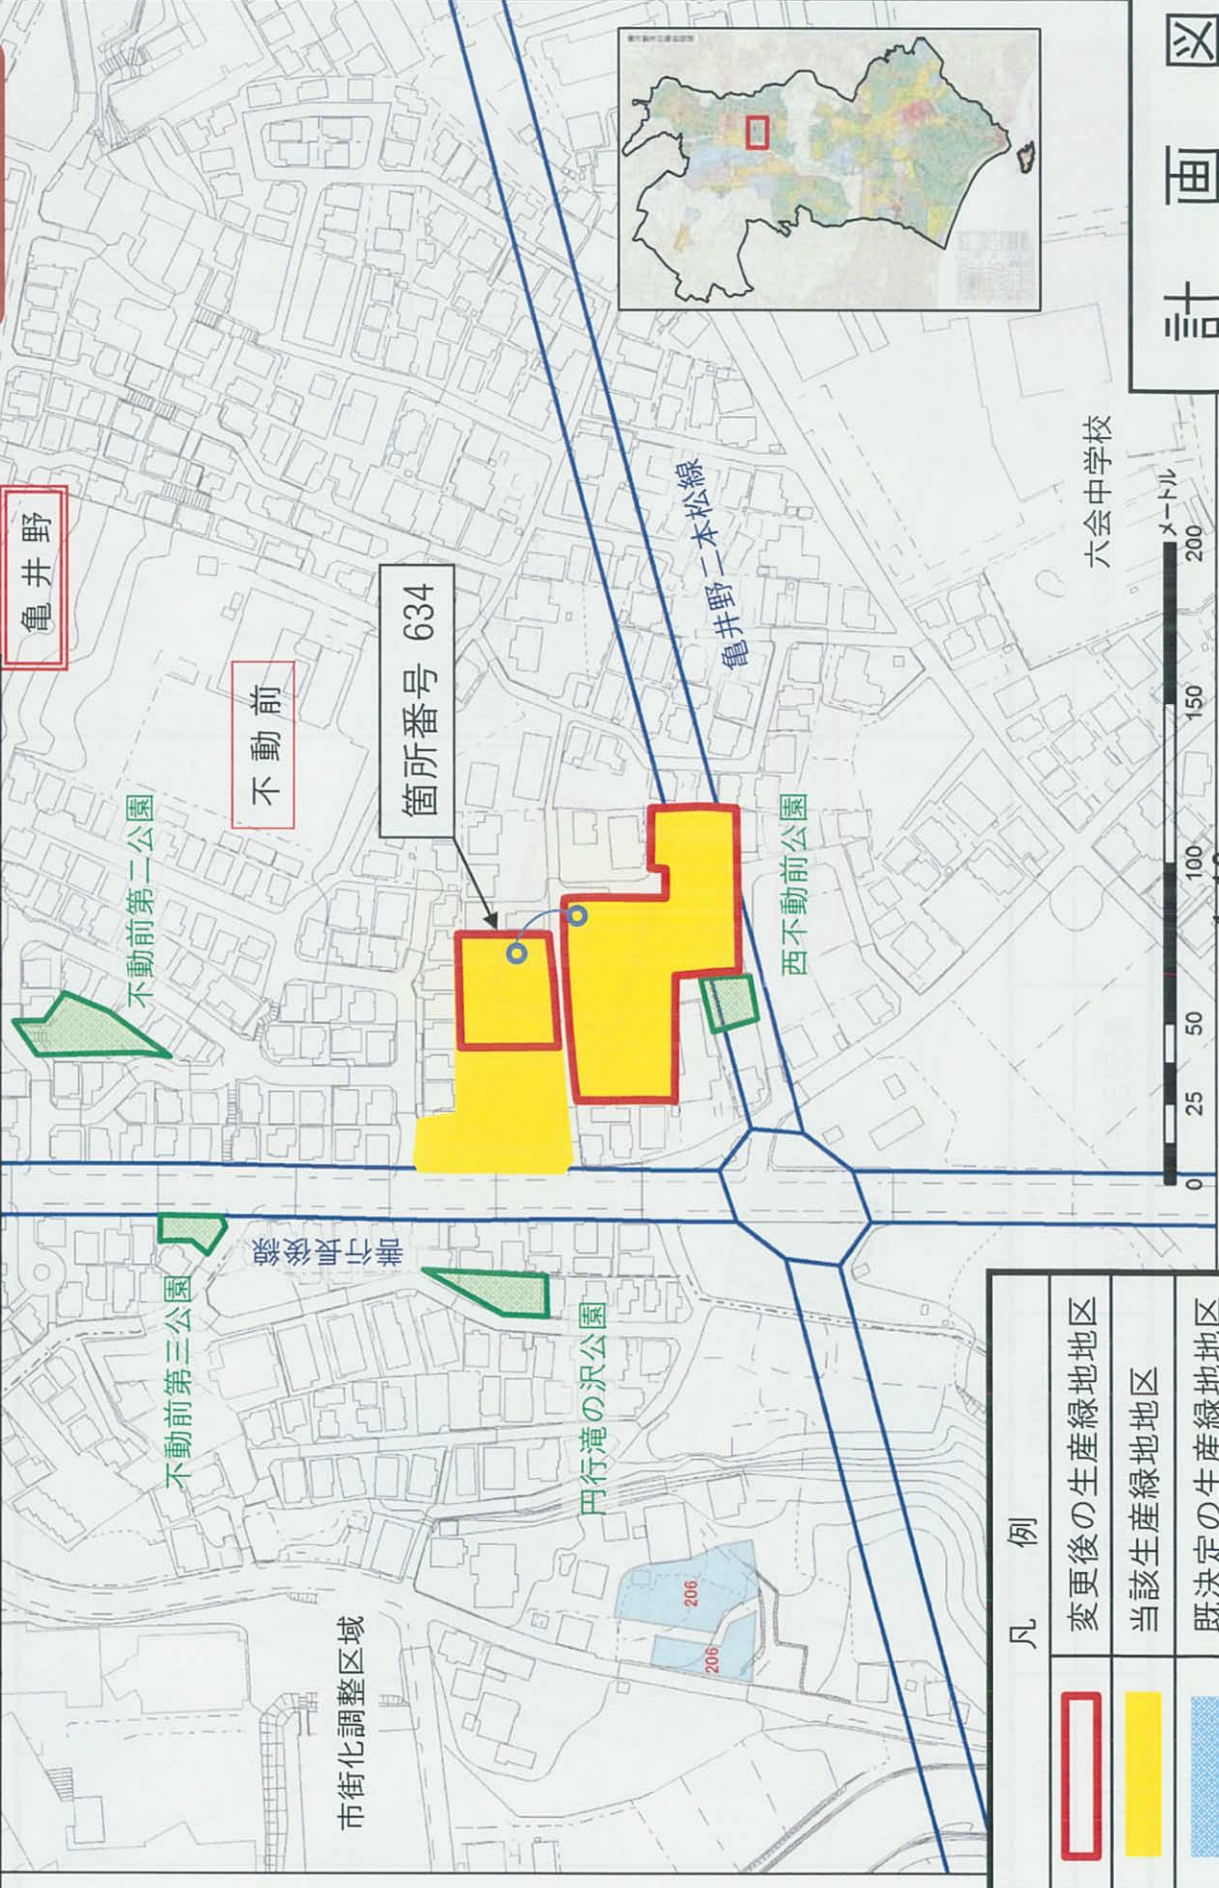 計画図
亀井野
不動前
箇所番号 634
不動前第二公園
不動前第三公園
善行長後線
円行滝の沢公園
西不動前公園
亀井野二本松線
六会中学校
市街化調整区域
206
206
0 25 50 100 150 200
メートル
凡例
変更後の生産緑地地区
当該生産緑地地区
既決定の生産緑地地区